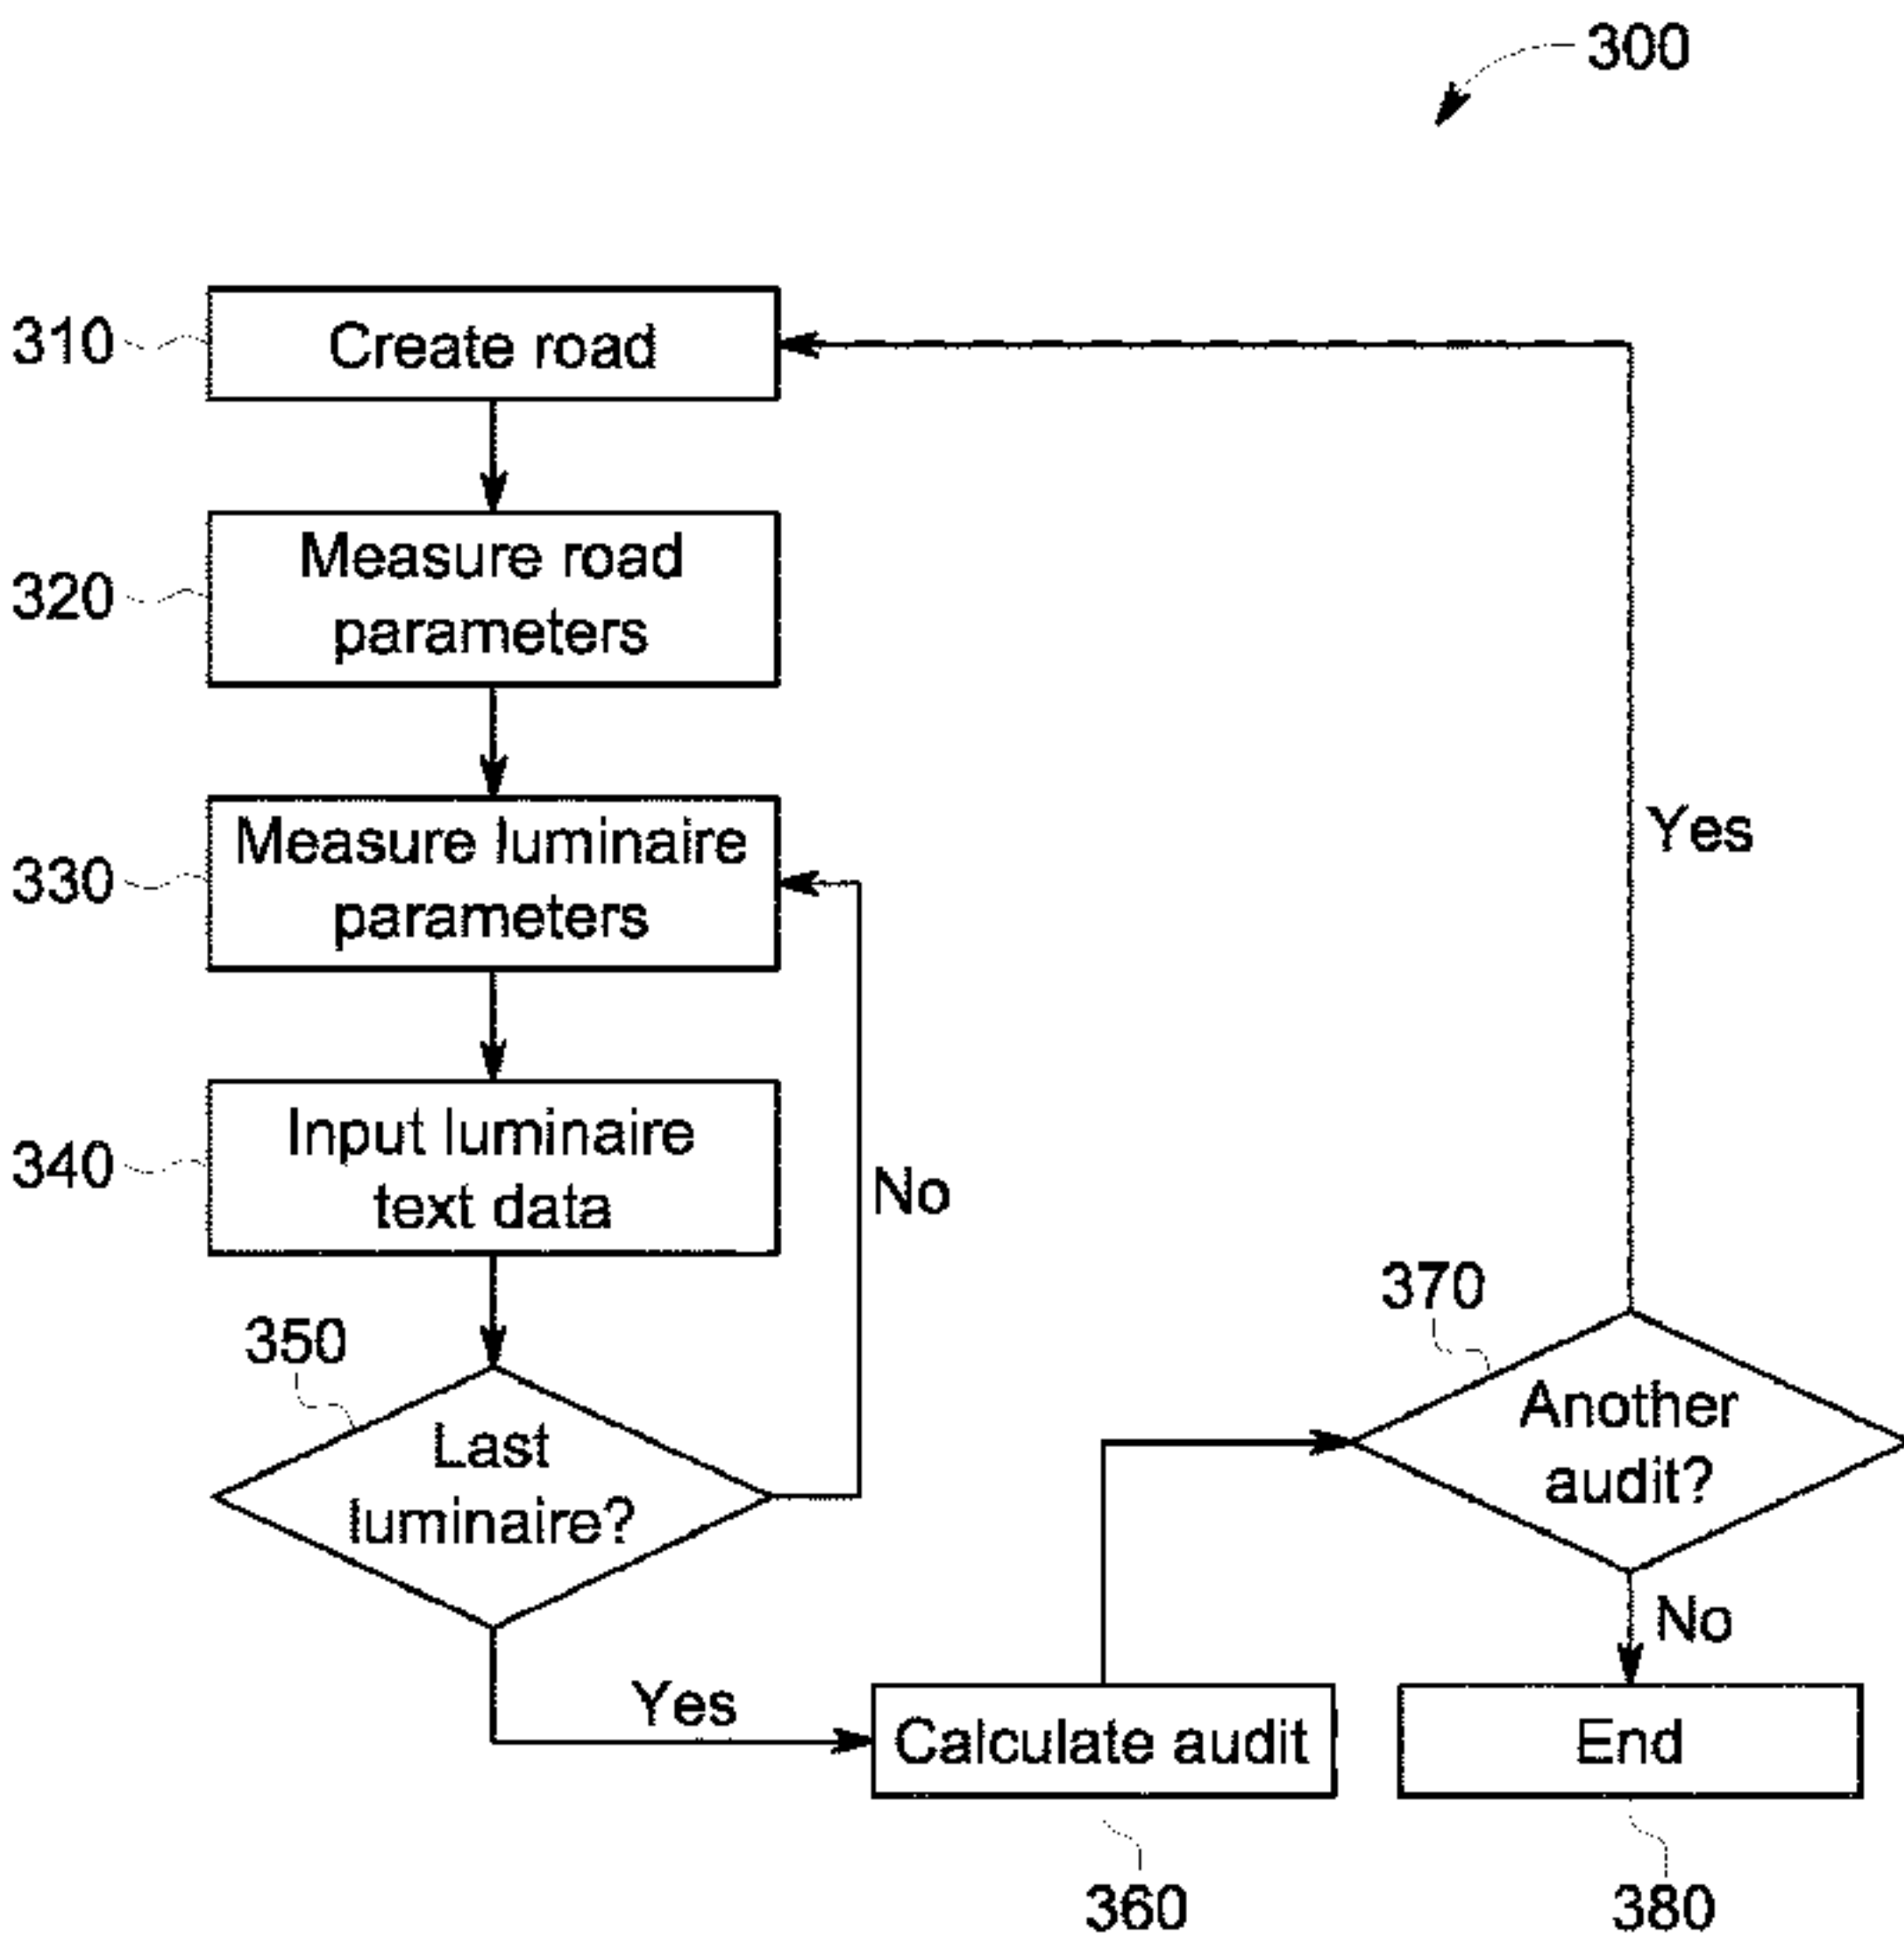 300
310
Create road
320
Measure road
parameters
330
Measure luminaire
parameters
Yes
340
Input luminaire
text data
No
350
Last
luminaire?
370
Another
audit?
Yes
Calculate audit
No
End
360
380